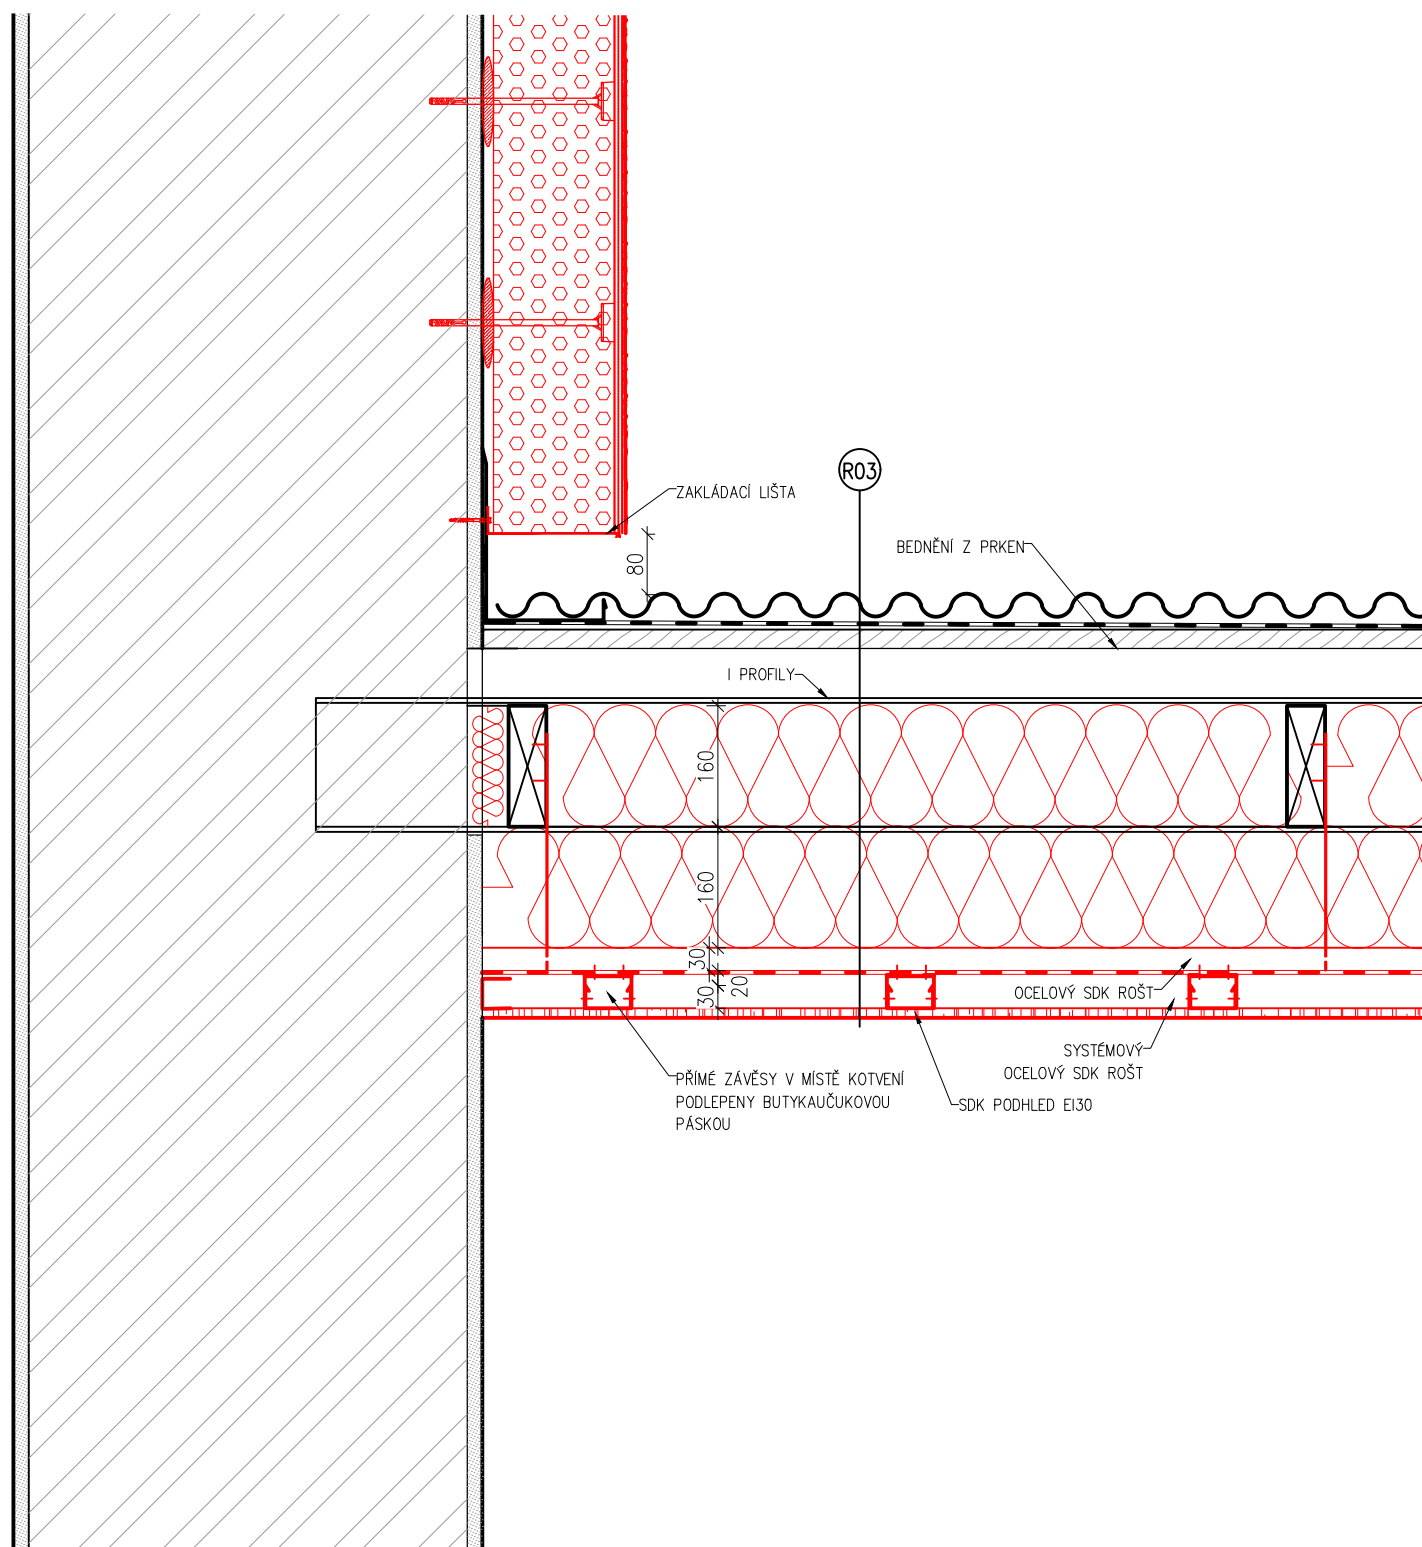 R03
ZAKLÁDACÍ LIŠTA
BEDNĚNÍ Z PRKEN
80
I PROFILY
160
160
30
20
30
OCELOVÝ SDK ROŠT
SYSTÉMOVÝ
OCELOVÝ SDK ROŠT
PŘÍMÉ ZÁVĚSY V MÍSTĚ KOTVENÍ
PODLEPENY BUTYKAUČUKOVOU
PÁSKOU
SDK PODHLED EI30